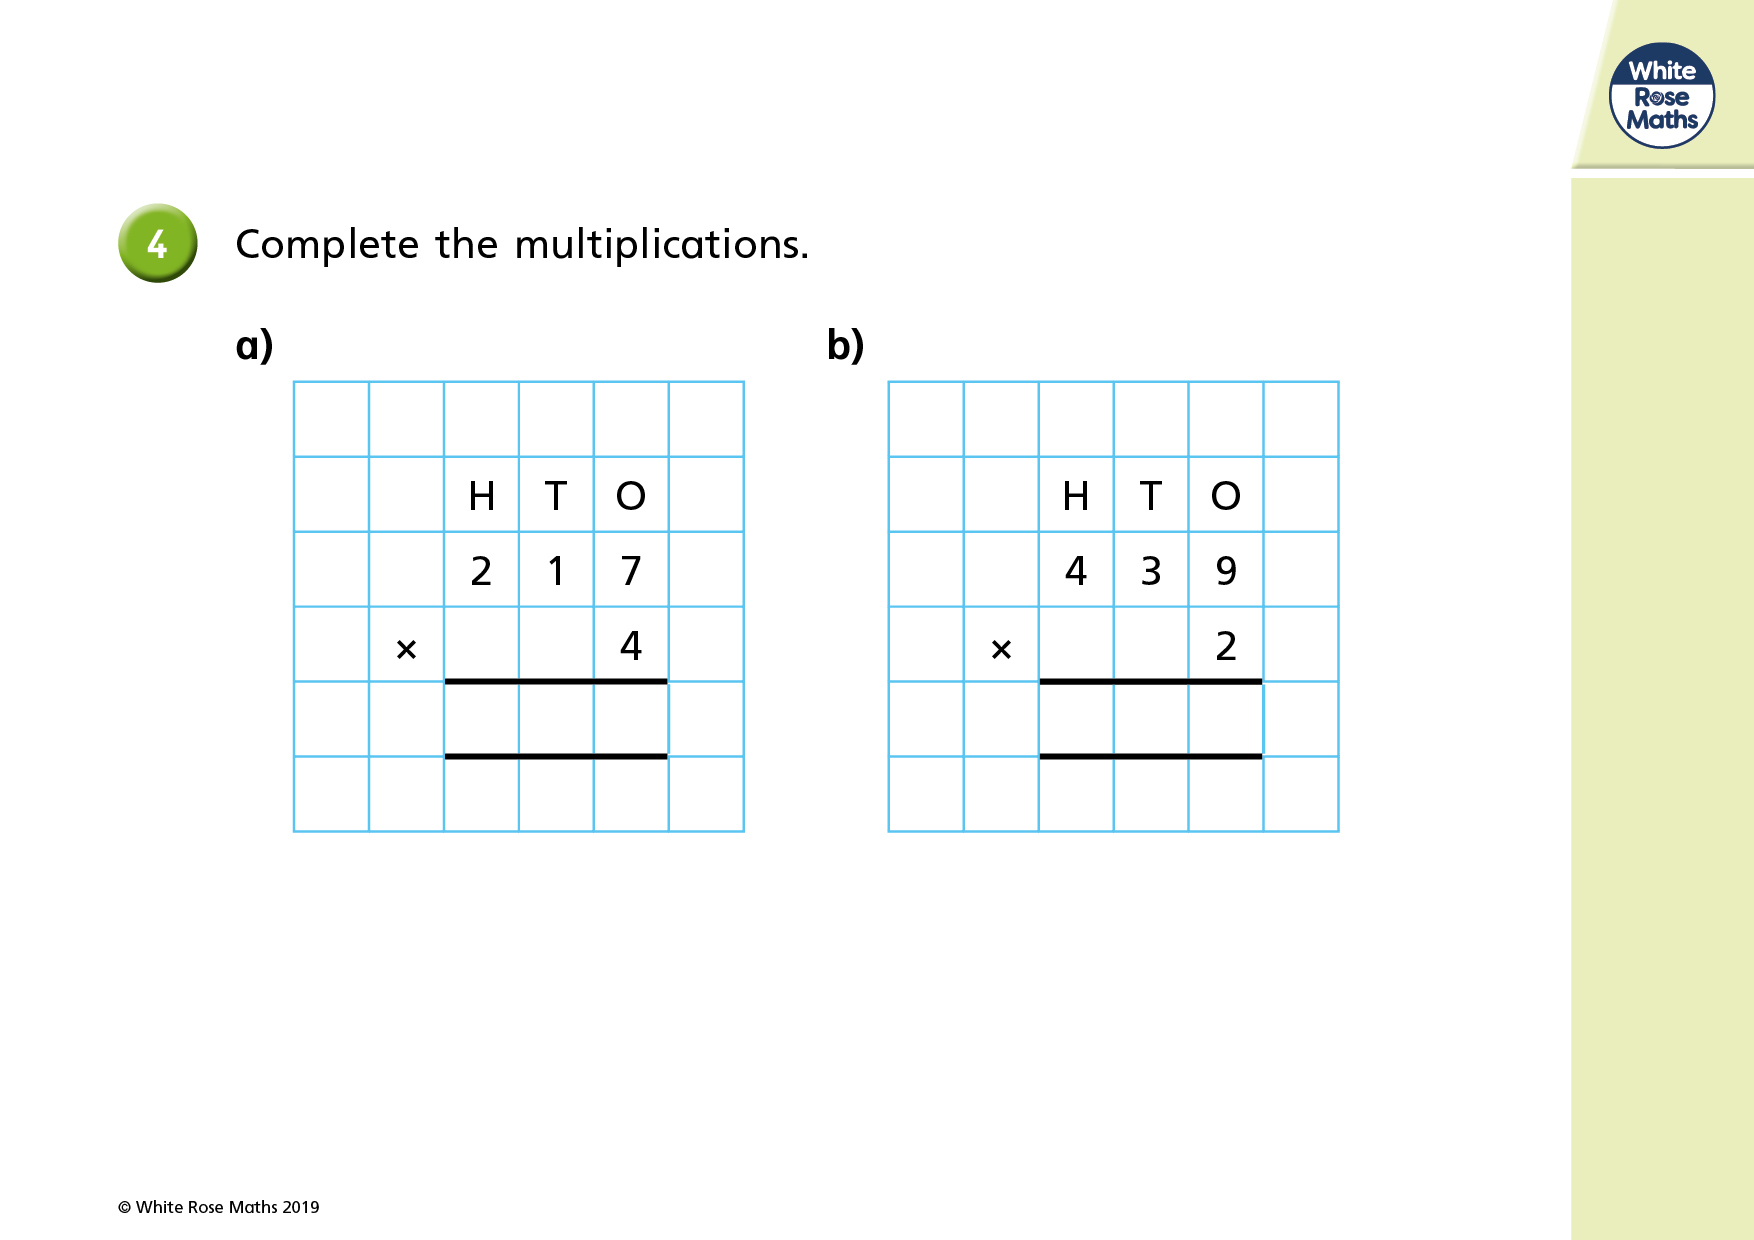 White
Rose
Maths
4 Complete the multiplications.
a) b)
H T O H T O
2 1 7 4 3 9
× 4 × 2
© White Rose Maths 2019